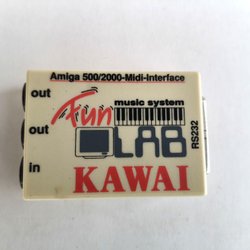 Amiga 500/2000-Midi-Interface
out
Fun music system
out
LAB
RS232
in
KAWAI